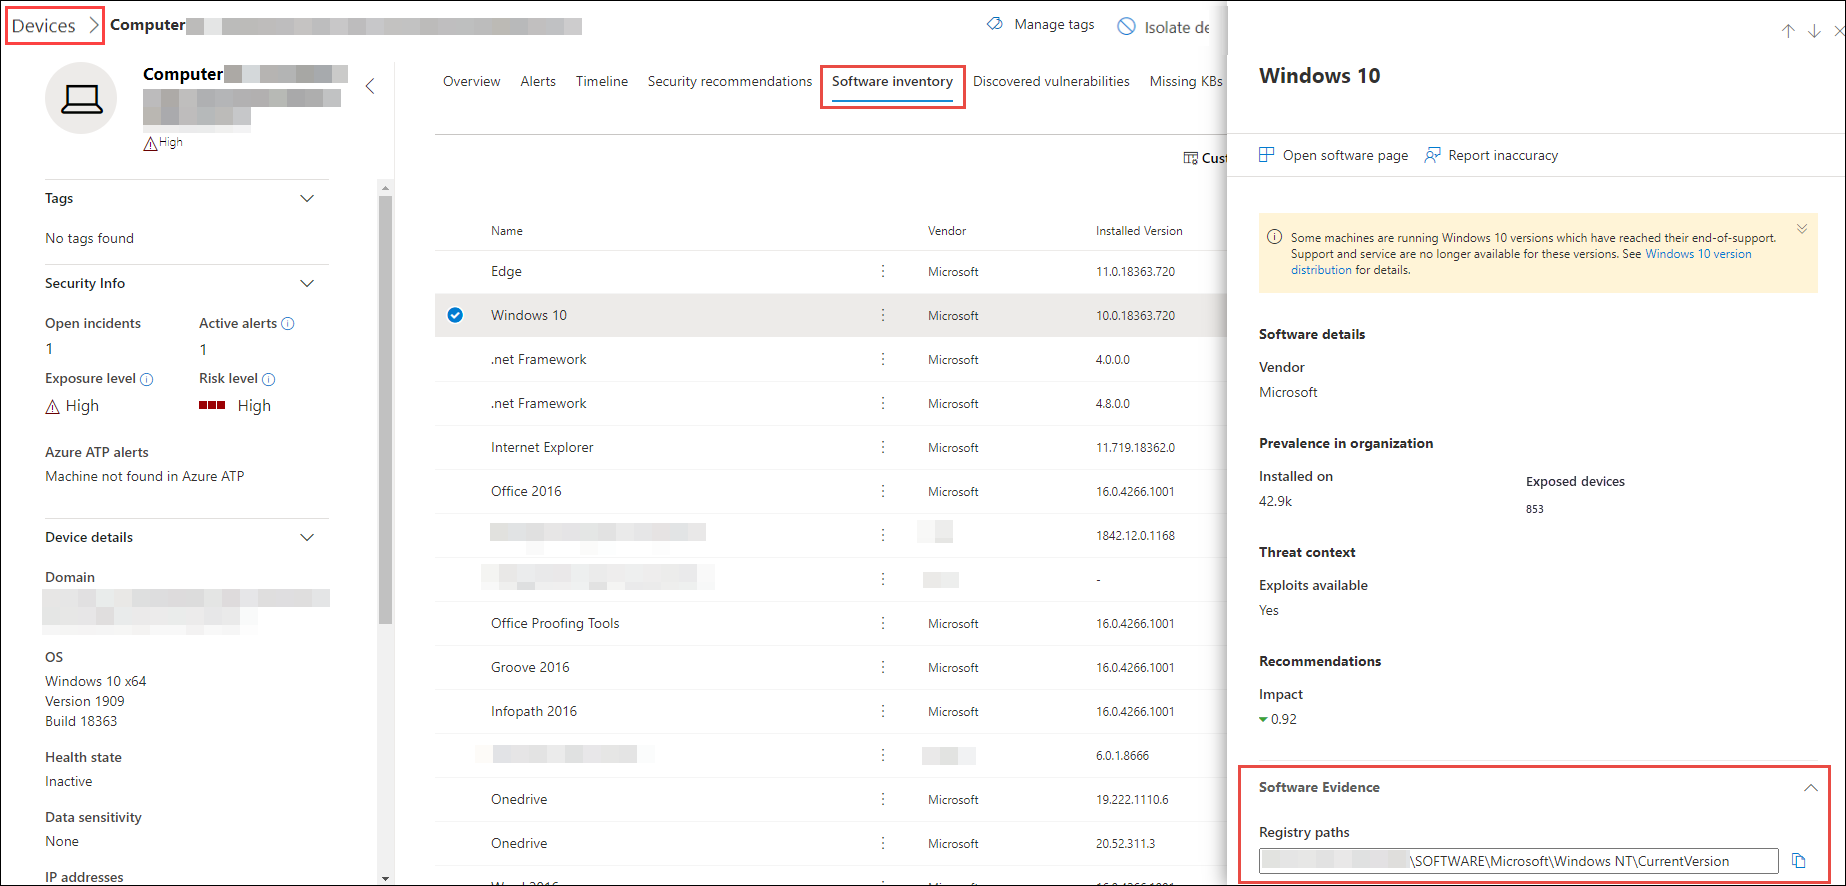 Devices
Computer
Manage tags
Isolate de
Computer
High
Tags
No tags found
Security Info
Open incidents
Active alerts
1
1
Exposure level
Risk level
High
High
Azure ATP alerts
Machine not found in Azure ATP
Device details
Domain
OS
Windows 10 x64
Version 1909
Build 18363
Health state
Inactive
Data sensitivity
None
IP addresses
Overview
Alerts
Timeline
Security recommendations
Software inventory
Discovered vulnerabilities
Missing KBs
Cust
Name Vendor Installed Version
Edge Microsoft 11.0.18363.720
Windows 10 Microsoft 10.0.18363.720
.net Framework Microsoft 4.0.0.0
.net Framework Microsoft 4.8.0.0
Internet Explorer Microsoft 11.719.18362.0
Office 2016 Microsoft 16.0.4266.1001
1842.12.0.1168
-
Office Proofing Tools Microsoft 16.0.4266.1001
Groove 2016 Microsoft 16.0.4266.1001
Infopath 2016 Microsoft 16.0.4266.1001
6.0.1.8666
Onedrive Microsoft 19.222.1110.6
Onedrive Microsoft 20.52.311.3
Word 2016 Microsoft 16.0.4266.1001
Windows 10
Open software page
Report inaccuracy
Some machines are running Windows 10 versions which have reached their end-of-support.
Support and service are no longer available for these versions. See Windows 10 version
distribution for details.
Software details
Vendor
Microsoft
Prevalence in organization
Installed on
Exposed devices
42.9k
853
Threat context
Exploits available
Yes
Recommendations
Impact
0.92
Software Evidence
Registry paths
\SOFTWARE\Microsoft\Windows NT\CurrentVersion